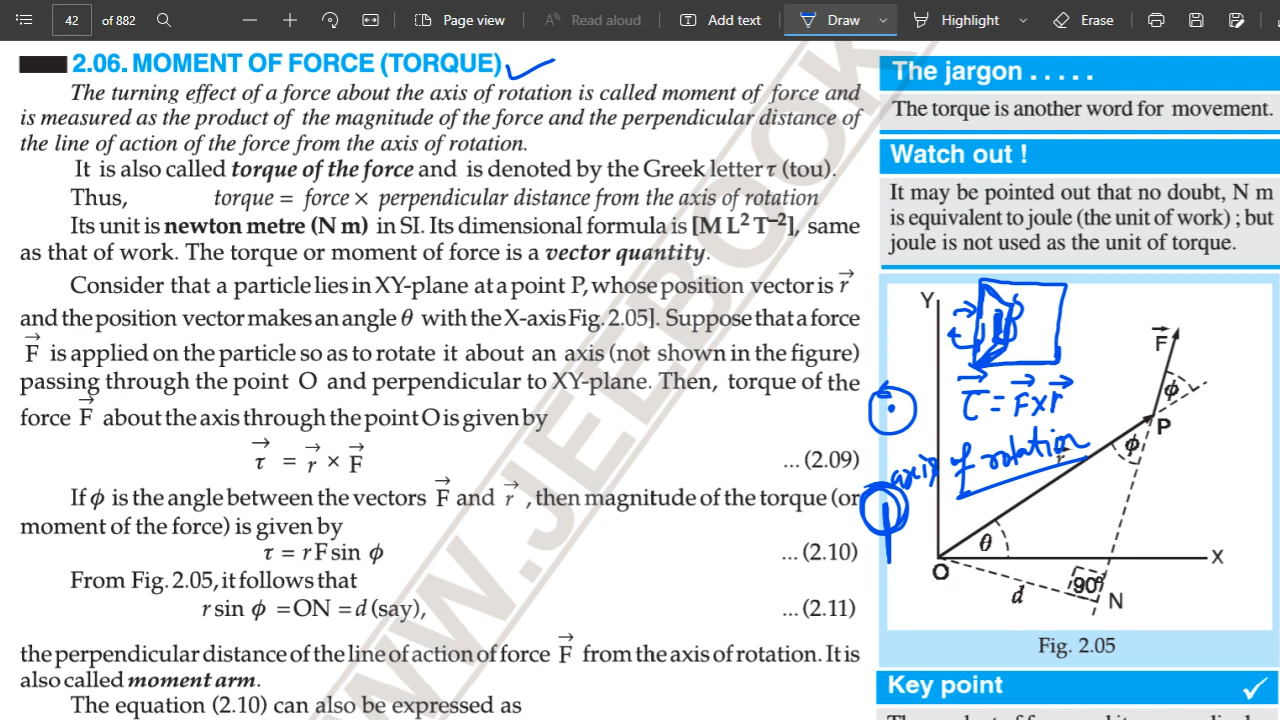 42 of 882 Page view Read aloud Add text Draw Highlight Erase
2.06. MOMENT OF FORCE (TORQUE)
The turning effect of a force about the axis of rotation is called moment of force and
is measured as the product of the magnitude of the force and the perpendicular distance of
the line of action of the force from the axis of rotation.
It is also called torque of the force and is denoted by the Greek letter τ (tou).
Thus, torque = force × perpendicular distance from the axis of rotation
Its unit is newton metre (N m) in SI. Its dimensional formula is [M L² T⁻²], same
as that of work. The torque or moment of force is a vector quantity.
Consider that a particle lies in XY-plane at a point P, whose position vector is r⃗
and the position vector makes an angle θ with the X-axis Fig. 2.05]. Suppose that a force
F⃗ is applied on the particle so as to rotate it about an axis (not shown in the figure)
passing through the point O and perpendicular to XY-plane. Then, torque of the
force F⃗ about the axis through the point O is given by
τ⃗ = r⃗ × F⃗ ... (2.09)
If φ is the angle between the vectors F⃗ and r⃗ , then magnitude of the torque (or
moment of the force) is given by
τ = r F sin φ ... (2.10)
From Fig. 2.05, it follows that
r sin φ = ON = d (say), ... (2.11)
the perpendicular distance of the line of action of force F⃗ from the axis of rotation. It is
also called moment arm.
The equation (2.10) can also be expressed as
WWW.JEEBOOK
The jargon . . . . .
The torque is another word for movement.
Watch out !
It may be pointed out that no doubt, N m
is equivalent to joule (the unit of work) ; but
joule is not used as the unit of torque.
Y
F⃗
φ
τ⃗ = F⃗ × r⃗
P
φ
axis of rotation
r
θ
X
O
90°
d
N
Fig. 2.05
Key point